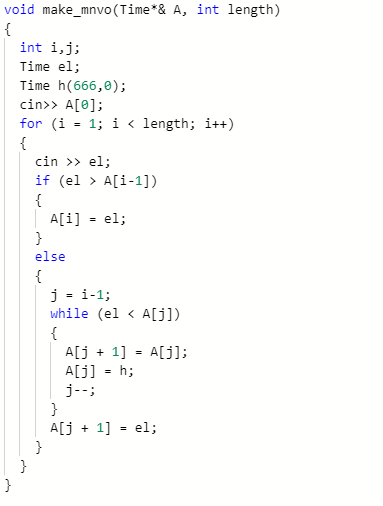 void make_mnvo(Time*& A, int length)
{
int i,j;
Time el;
Time h(666,0);
cin>> A[0];
for (i = 1; i < length; i++)
{
cin >> el;
if (el > A[i-1])
{
A[i] = el;
}
else
{
j = i-1;
while (el < A[j])
{
A[j + 1] = A[j];
A[j] = h;
j--;
}
A[j + 1] = el;
}
}
}